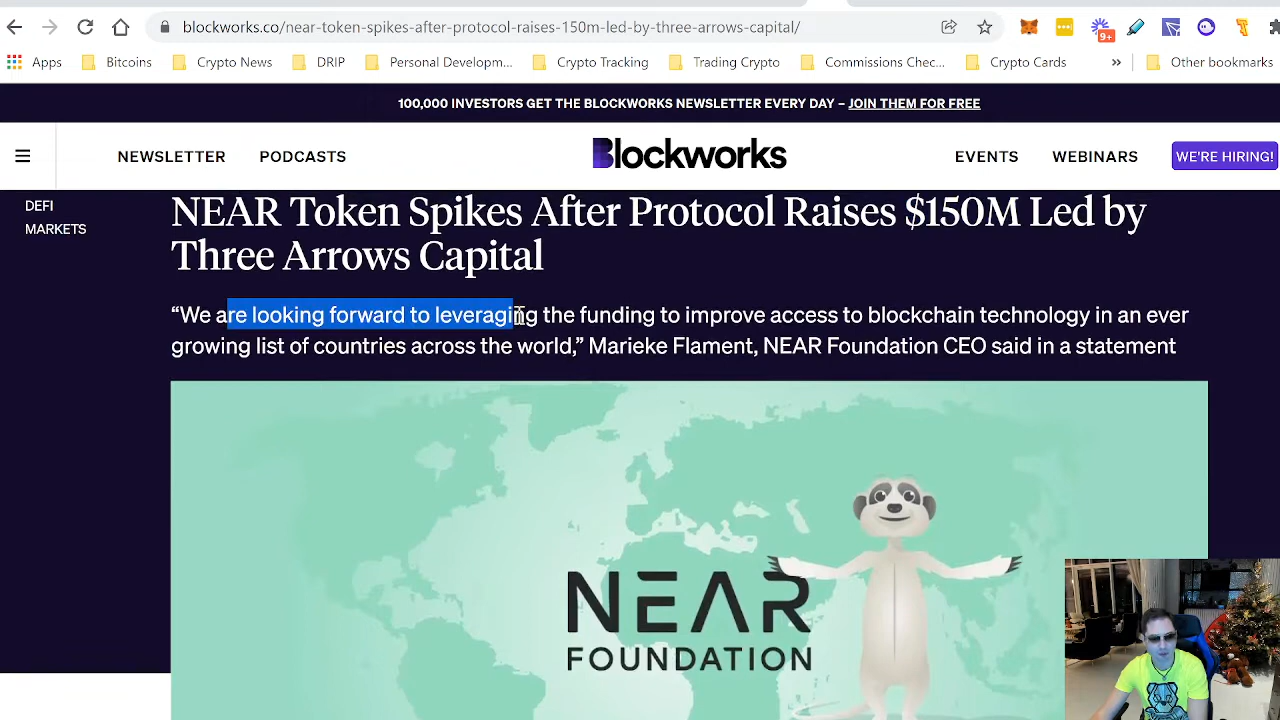 blockworks.co/near-token-spikes-after-protocol-raises-150m-led-by-three-arrows-capital/
9+
Apps Bitcoins Crypto News DRIP Personal Developm... Crypto Tracking Trading Crypto Commissions Chec... Crypto Cards » Other bookmarks
100,000 INVESTORS GET THE BLOCKWORKS NEWSLETTER EVERY DAY – JOIN THEM FOR FREE
NEWSLETTER PODCASTS Blockworks EVENTS WEBINARS WE'RE HIRING!
DEFI
MARKETS
NEAR Token Spikes After Protocol Raises $150M Led by
Three Arrows Capital
“We are looking forward to leveraging the funding to improve access to blockchain technology in an ever
growing list of countries across the world,” Marieke Flament, NEAR Foundation CEO said in a statement
NEAR
FOUNDATION